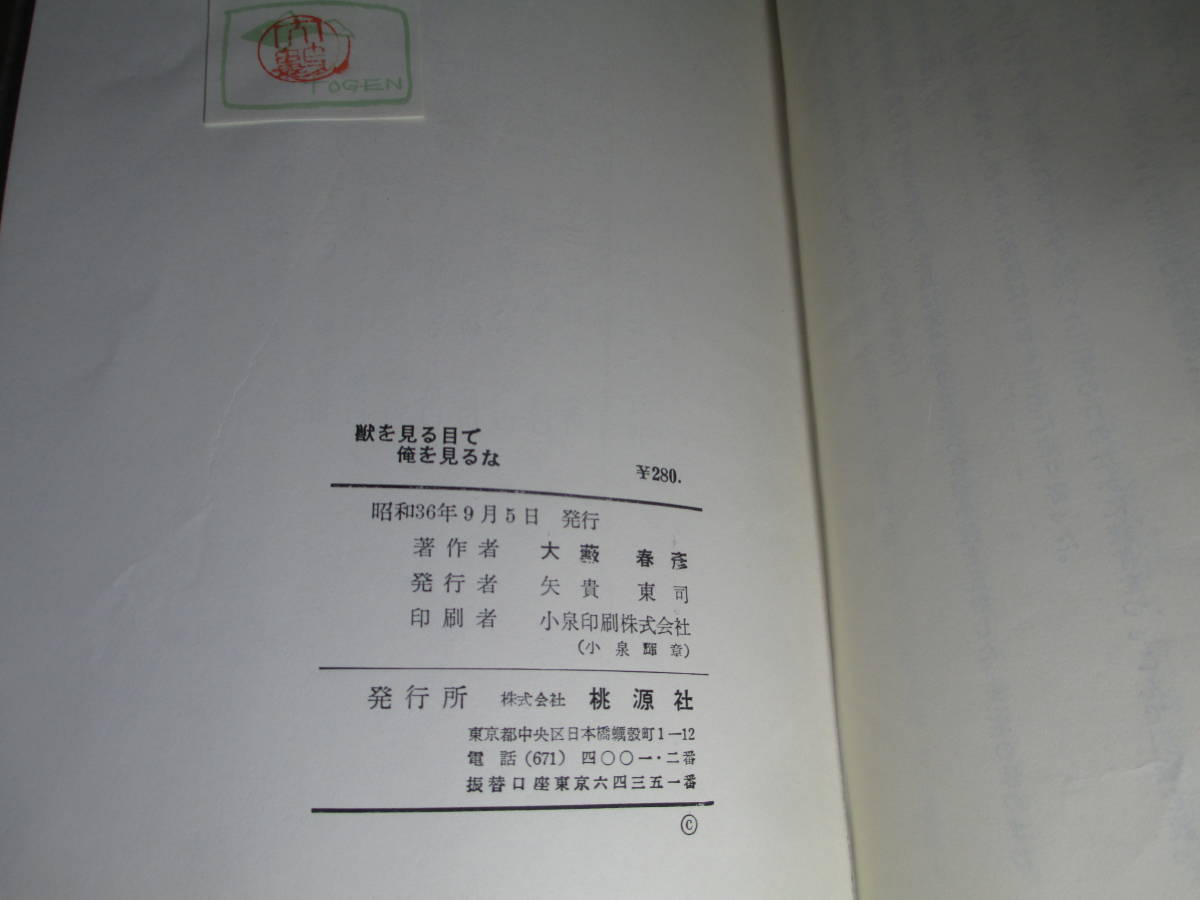 TOGEN
獣を見る目で
俺を見るな
¥280.
昭和36年9月5日 発行
著作者 大藪 春彦
発行者 矢貴 東司
印刷者 小泉印刷株式会社
(小泉輝章)
発行所 株式会社 桃源社
東京都中央区日本橋蠣殻町1―12
電話(671)四〇〇一・二番
振替口座東京六四三五一番
©